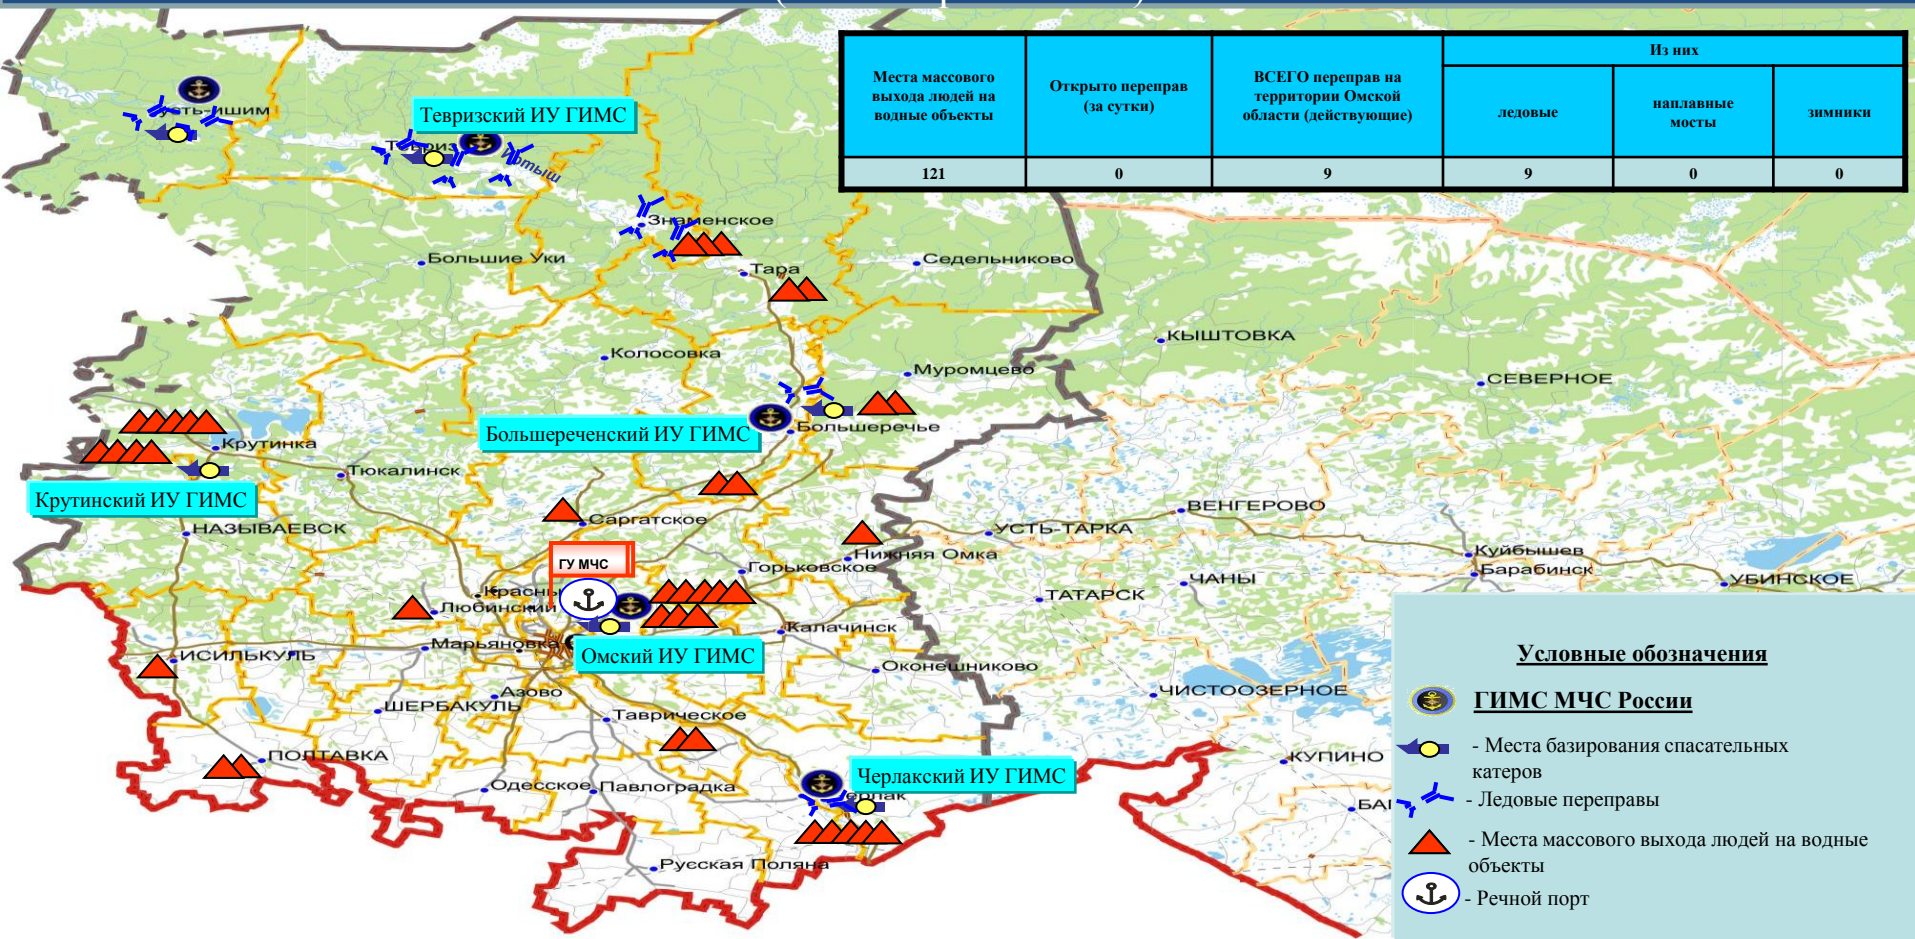 Места массового
выхода людей на
водные объекты
Открыто переправ
(за сутки)
ВСЕГО переправ на
территории Омской
области (действующие)
Из них
ледовые
наплавные
мосты
зимники
121
0
9
9
0
0
Тевризский ИУ ГИМС
Иртыш
Знаменское
Большие Уки
Тара
Седельниково
Колосовка
Муромцево
КЫШТОВКА
СЕВЕРНОЕ
Большереченский ИУ ГИМС
Большеречье
Крутинка
Тюкалинск
Крутинский ИУ ГИМС
НАЗЫВАЕВСК
Саргатское
ВЕНГЕРОВО
УСТЬ-ТАРКА
Нижняя Омка
Горьковское
Куйбышев
Барабинск
ЧАНЫ
УБИНСКОЕ
ТАТАРСК
ГУ МЧС
Любинский
Марьяновка
Калачинск
Омский ИУ ГИМС
ИСИЛЬКУЛЬ
Оконешниково
Азово
ШЕРБАКУЛЬ
Таврическое
ЧИСТООЗЕРНОЕ
ПОЛТАВКА
КУПИНО
Одесское
Павлоградка
Черлакский ИУ ГИМС
Русская Поляна
Условные обозначения
ГИМС МЧС России
- Места базирования спасательных
катеров
- Ледовые переправы
- Места массового выхода людей на водные
объекты
- Речной порт